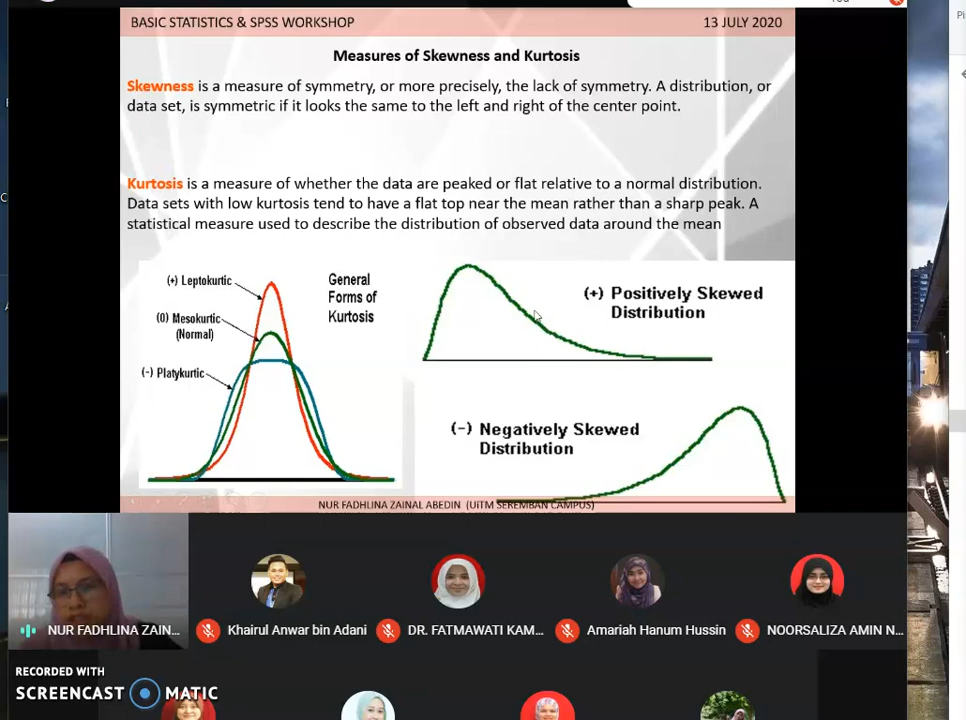 BASIC STATISTICS & SPSS WORKSHOP
13 JULY 2020
Measures of Skewness and Kurtosis
Skewness is a measure of symmetry, or more precisely, the lack of symmetry. A distribution, or
data set, is symmetric if it looks the same to the left and right of the center point.
Kurtosis is a measure of whether the data are peaked or flat relative to a normal distribution.
Data sets with low kurtosis tend to have a flat top near the mean rather than a sharp peak. A
statistical measure used to describe the distribution of observed data around the mean
(+) Leptokurtic
(0) Mesokurtic
(Normal)
(-) Platykurtic
General
Forms of
Kurtosis
(+) Positively Skewed
Distribution
(-) Negatively Skewed
Distribution
NUR FADHLINA ZAINAL ABEDIN (UiTM SEREMBAN CAMPUS)
NUR FADHLINA ZAIN...
Khairul Anwar bin Adani
DR. FATMAWATI KAM...
Amariah Hanum Hussin
NOORSALIZA AMIN N...
RECORDED WITH
SCREENCAST MATIC